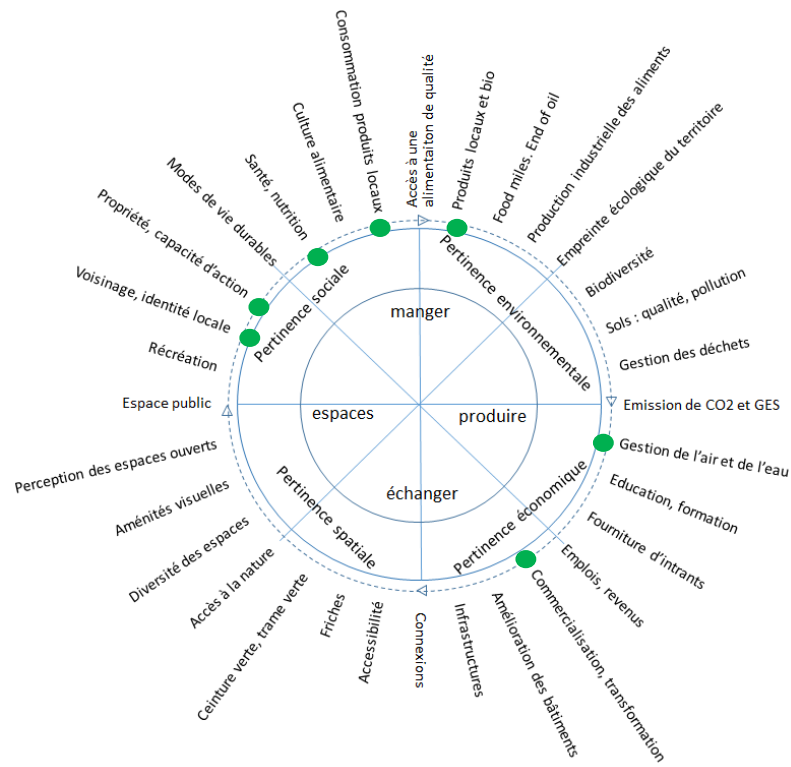 Accès à une
alimentaiton de qualité
Produits locaux et bio
Food miles. End of oil
Production industrielle des aliments
Empreinte écologique du territoire
Biodiversité
Sols : qualité, pollution
Gestion des déchets
Emission de CO2 et GES
Gestion de l'air et de l'eau
Education, formation
Fourniture d'intrants
Emplois, revenus
Commercialisation, transformation
Amélioration des bâtiments
Infrastructures
Connexions
Accessibilité
Friches
Ceinture verte, trame verte
Accès à la nature
Diversité des espaces
Aménités visuelles
Perception des espaces ouverts
Espace public
Récréation
Voisinage, identité locale
Propriété, capacité d'action
Modes de vie durables
Santé, nutrition
Culture alimentaire
Consommation produits locaux
Pertinence environnementale
Pertinence économique
Pertinence spatiale
Pertinence sociale
manger
produire
échanger
espaces